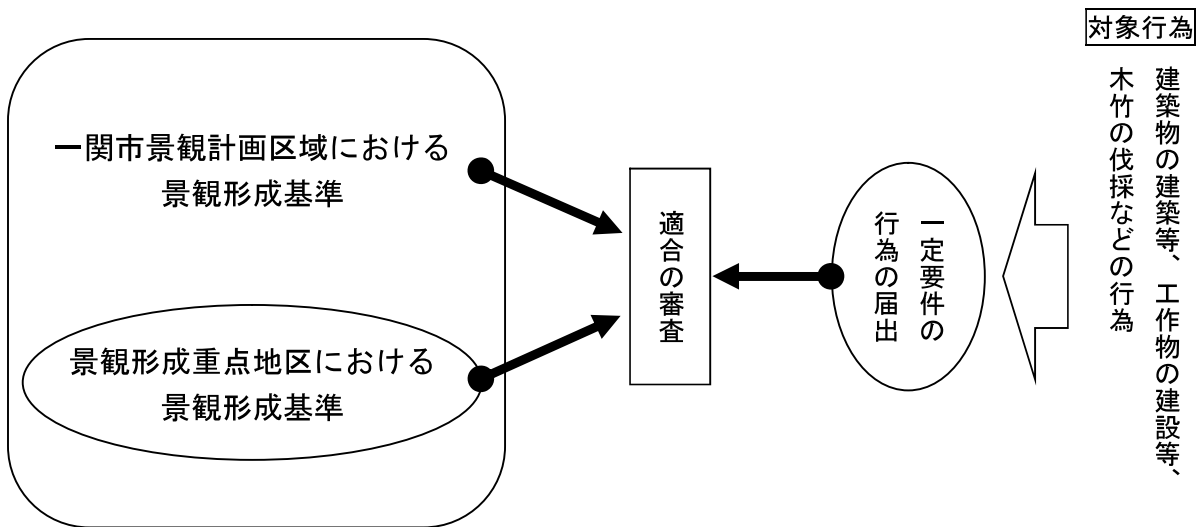 対象行為
建築物の建築等、工作物の建設等、
木竹の伐採などの行為
一定要件の
行為の届出
適合の審査
一関市景観計画区域における
景観形成基準
景観形成重点地区における
景観形成基準